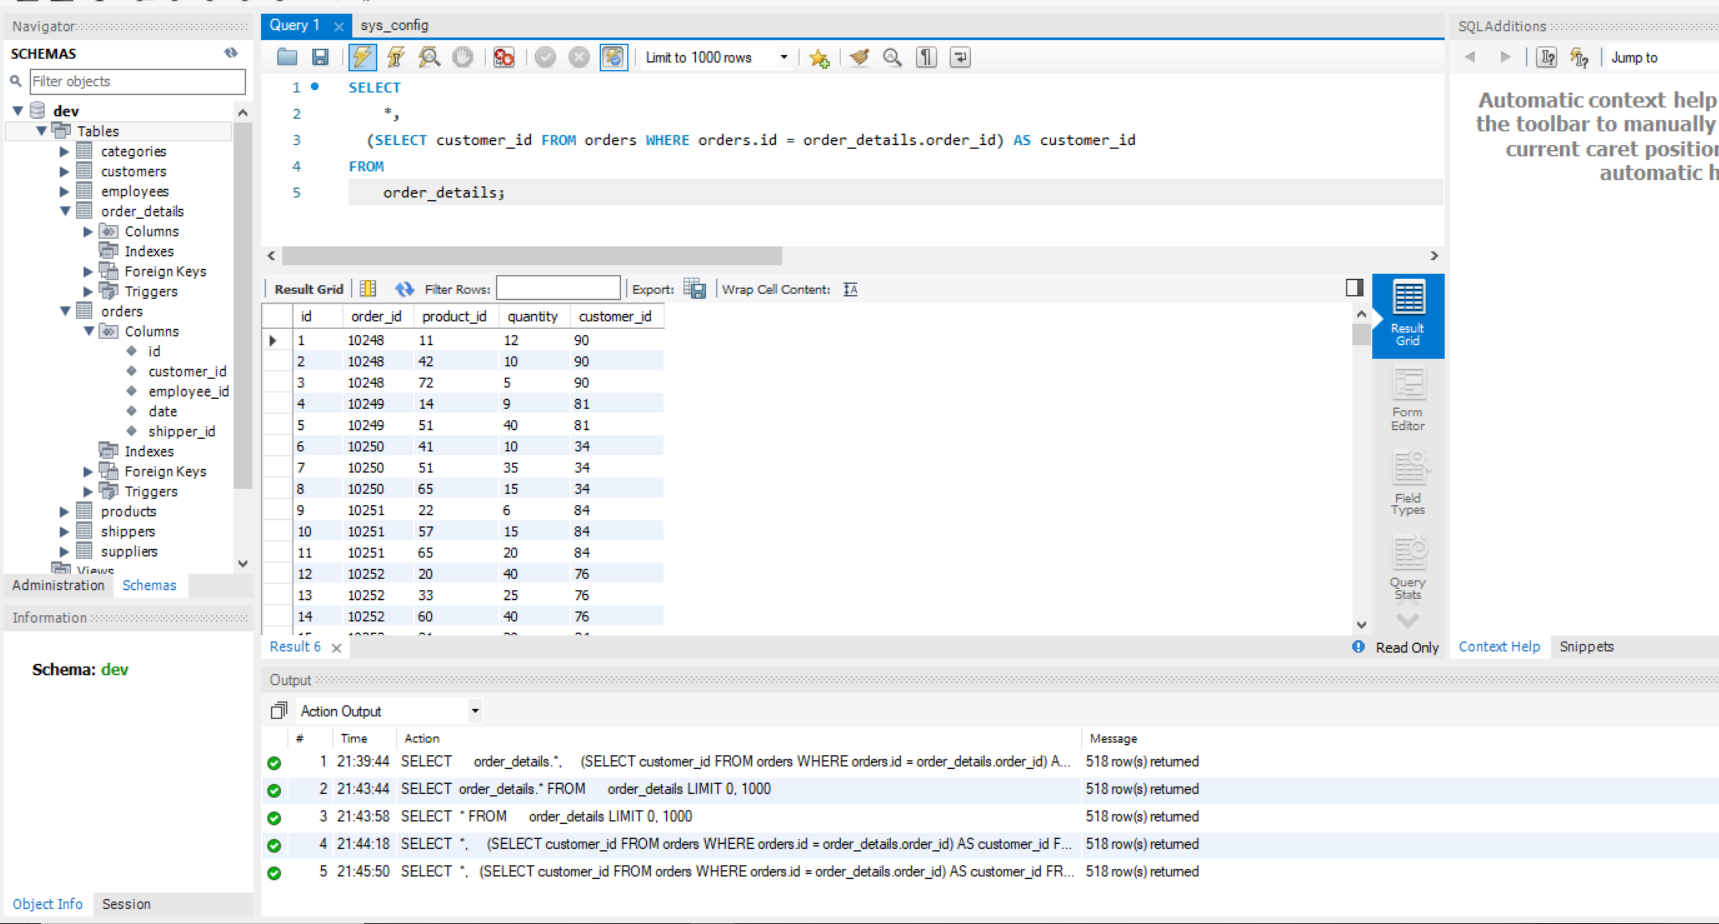 Navigator
SCHEMAS
Filter objects
dev
Tables
categories
customers
employees
order_details
Columns
Indexes
Foreign Keys
Triggers
orders
Columns
id
customer_id
employee_id
date
shipper_id
Indexes
Foreign Keys
Triggers
products
shippers
suppliers
Views
Administration Schemas
Information
Schema: dev
Object Info Session
Query 1 sys_config
Limit to 1000 rows
1 SELECT
2 *,
3 (SELECT customer_id FROM orders WHERE orders.id = order_details.order_id) AS customer_id
4 FROM
5 order_details;
Result Grid Filter Rows: Export: Wrap Cell Content:
id order_id product_id quantity customer_id
1 10248 11 12 90
2 10248 42 10 90
3 10248 72 5 90
4 10249 14 9 81
5 10249 51 40 81
6 10250 41 10 34
7 10250 51 35 34
8 10250 65 15 34
9 10251 22 6 84
10 10251 57 15 84
11 10251 65 20 84
12 10252 20 40 76
13 10252 33 25 76
14 10252 60 40 76
Result
Grid
Form
Editor
Field
Types
Query
Stats
Result 6 Read Only
SQLAdditions
Jump to
Automatic context help
the toolbar to manually
current caret position
automatic h
Context Help Snippets
Output
Action Output
# Time Action Message
1 21:39:44 SELECT order_details.*, (SELECT customer_id FROM orders WHERE orders.id = order_details.order_id) A... 518 row(s) returned
2 21:43:44 SELECT order_details.* FROM order_details LIMIT 0, 1000 518 row(s) returned
3 21:43:58 SELECT * FROM order_details LIMIT 0, 1000 518 row(s) returned
4 21:44:18 SELECT *, (SELECT customer_id FROM orders WHERE orders.id = order_details.order_id) AS customer_id F... 518 row(s) returned
5 21:45:50 SELECT *, (SELECT customer_id FROM orders WHERE orders.id = order_details.order_id) AS customer_id FR... 518 row(s) returned